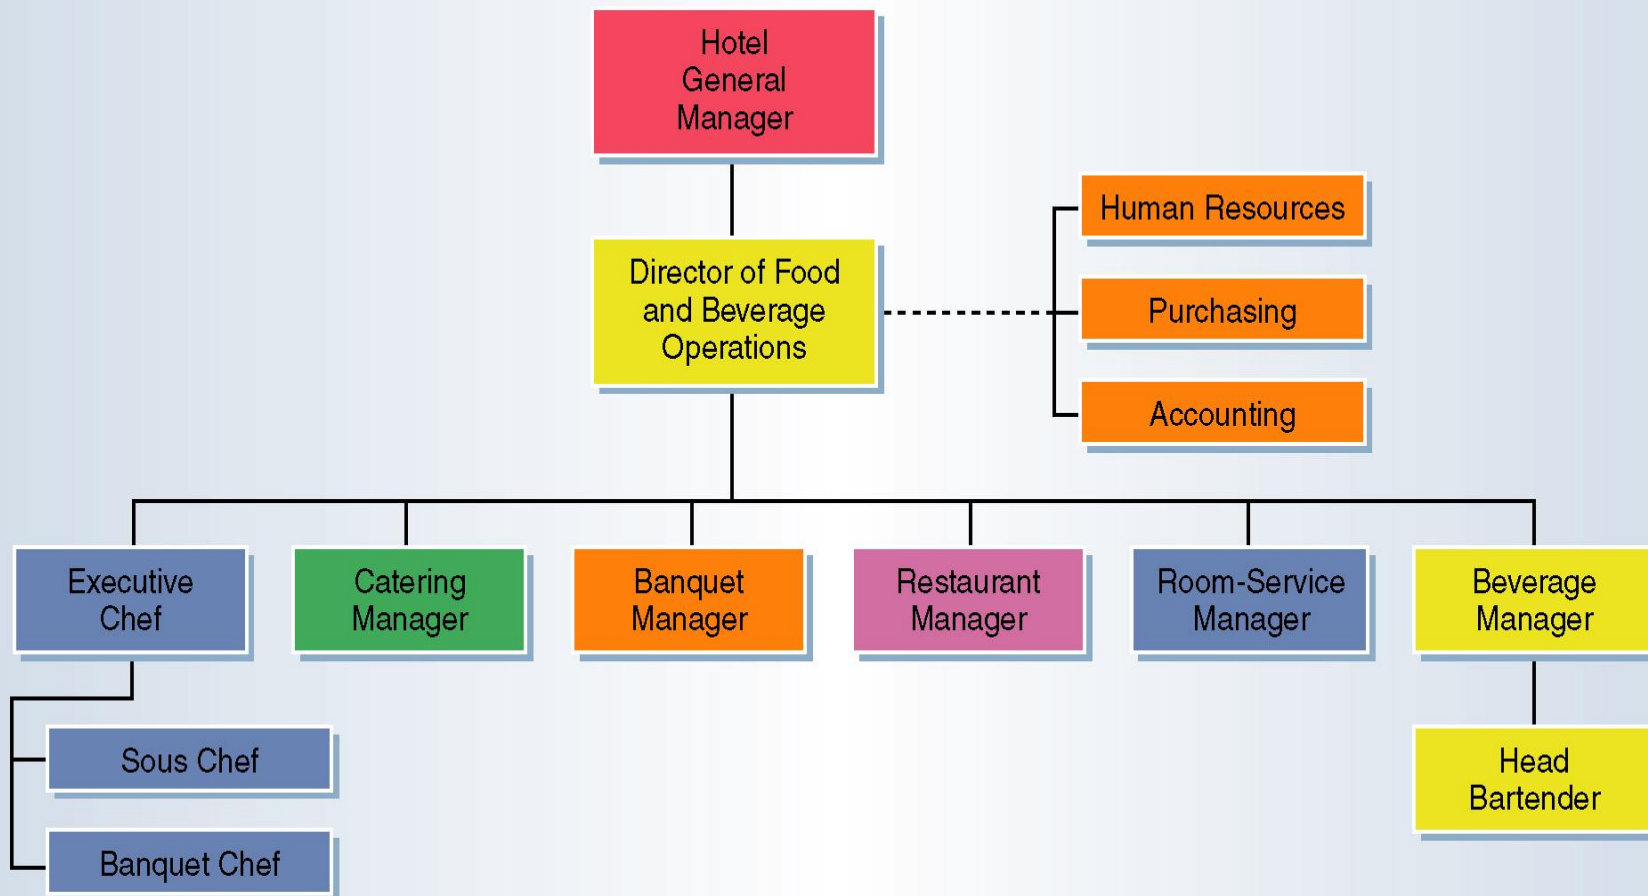 Hotel
General
Manager
Human Resources
Director of Food
and Beverage
Operations
Purchasing
Accounting
Executive
Chef
Catering
Manager
Banquet
Manager
Restaurant
Manager
Room-Service
Manager
Beverage
Manager
Sous Chef
Head
Bartender
Banquet Chef